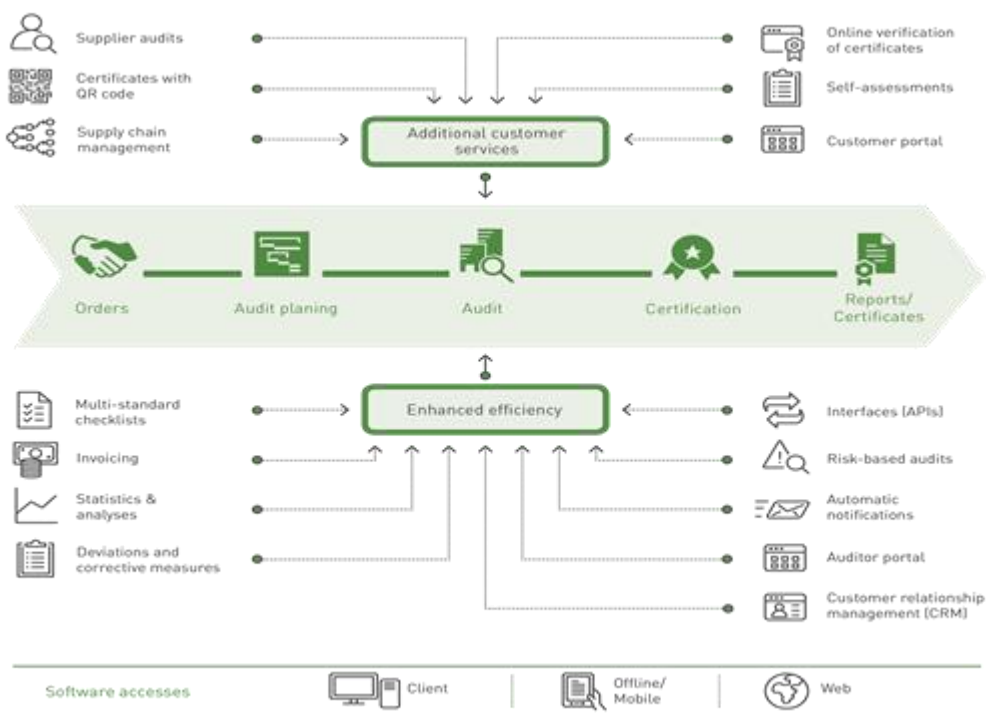 Supplier audits
Certificates with
QR code
Supply chain
management
Online verification
of certificates
Self-assessments
Customer portal
Additional customer
services
Orders
Audit planing
Audit
Certification
Reports/
Certificates
Enhanced efficiency
Multi-standard
checklists
Invoicing
Statistics &
analyses
Deviations and
corrective measures
Interfaces (APIs)
Risk-based audits
Automatic
notifications
Auditor portal
Customer relationship
management (CRM)
Software accesses
Client
Offline/
Mobile
Web